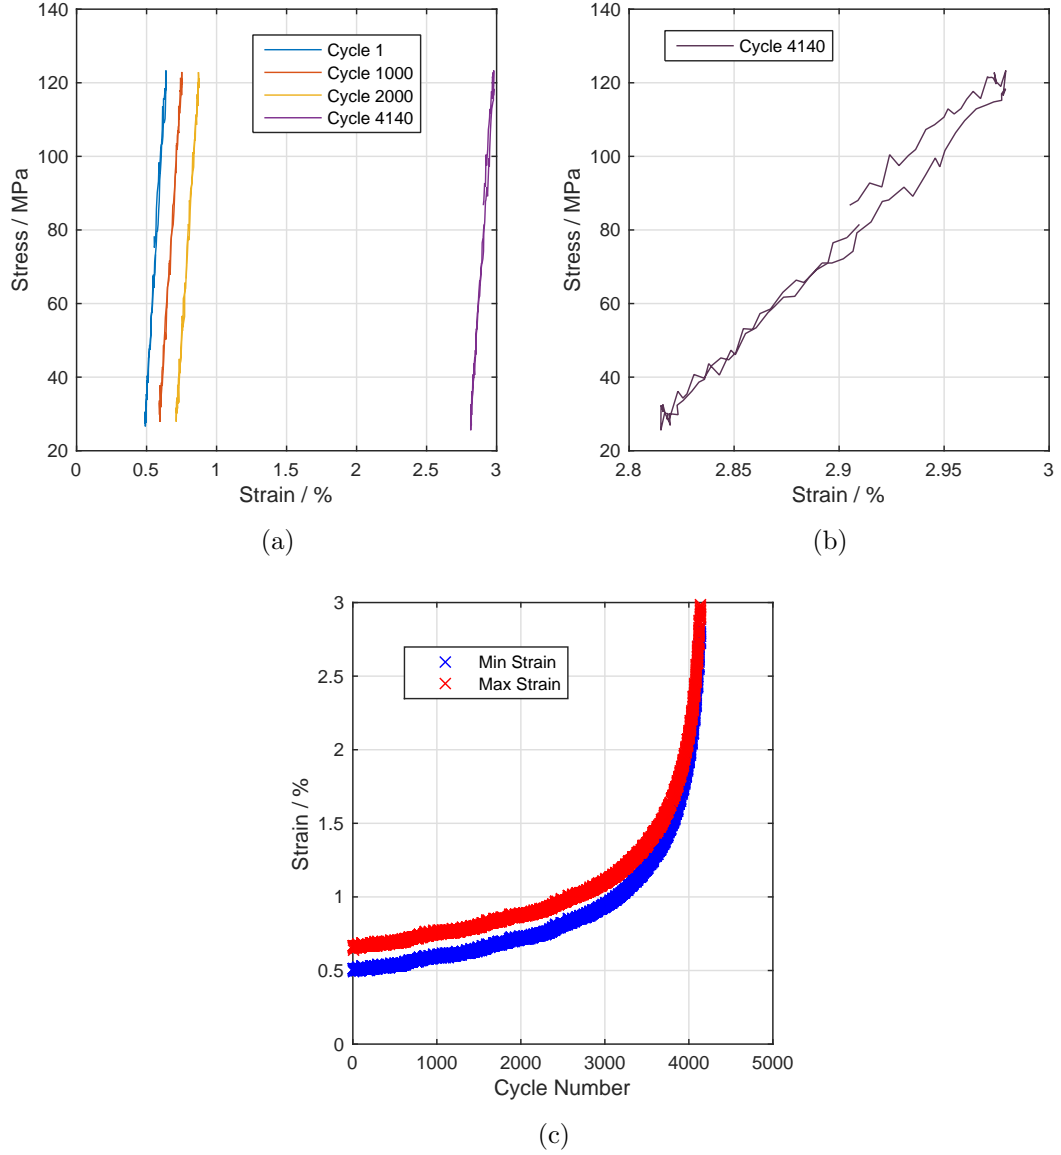 140
120
100
80
60
40
20
Stress / MPa
Cycle 1
Cycle 1000
Cycle 2000
Cycle 4140
0 0.5 1 1.5 2 2.5 3
Strain / %
(a)
140
120
100
80
60
40
20
Stress / MPa
Cycle 4140
2.8 2.85 2.9 2.95 3
Strain / %
(b)
3
2.5
2
1.5
1
0.5
0
Strain / %
Min Strain
Max Strain
0 1000 2000 3000 4000 5000
Cycle Number
(c)